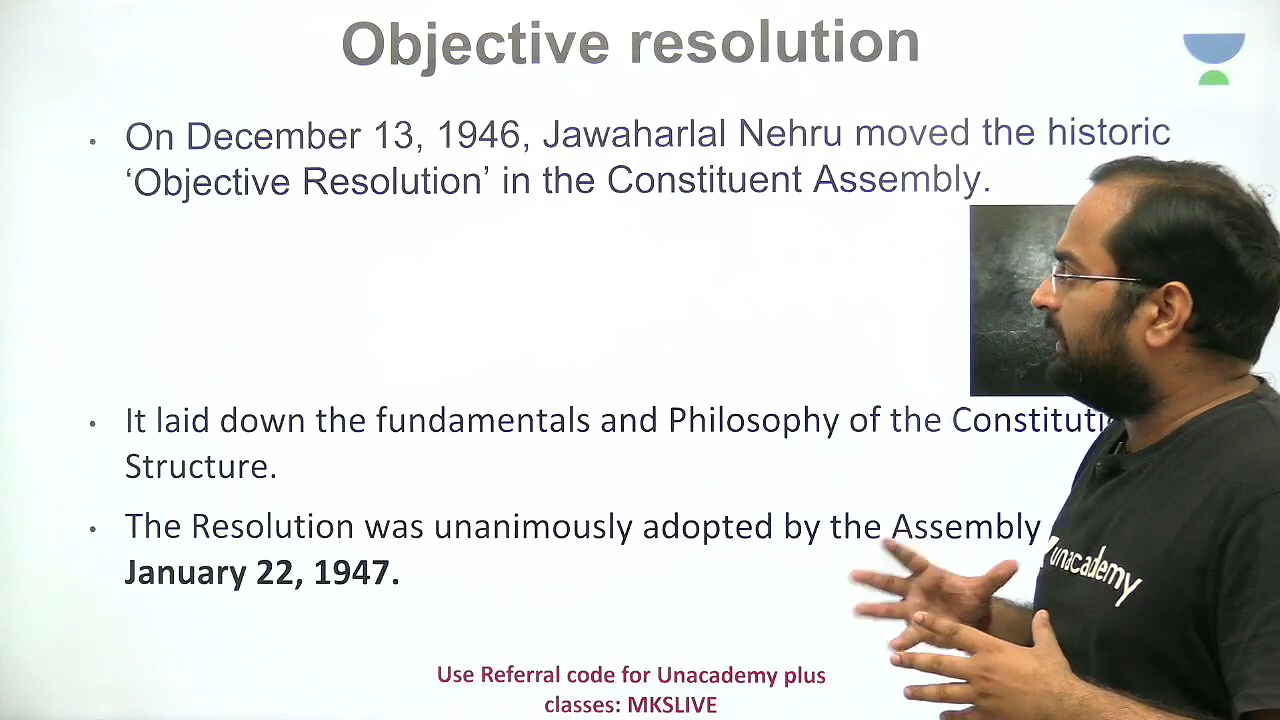 Objective resolution
• On December 13, 1946, Jawaharlal Nehru moved the historic
‘Objective Resolution’ in the Constituent Assembly.
• It laid down the fundamentals and Philosophy of the
Structure.
• The Resolution was unanimously adopted by the Assembly
January 22, 1947.
unacademy
Use Referral code for Unacademy plus
classes: MKSLIVE